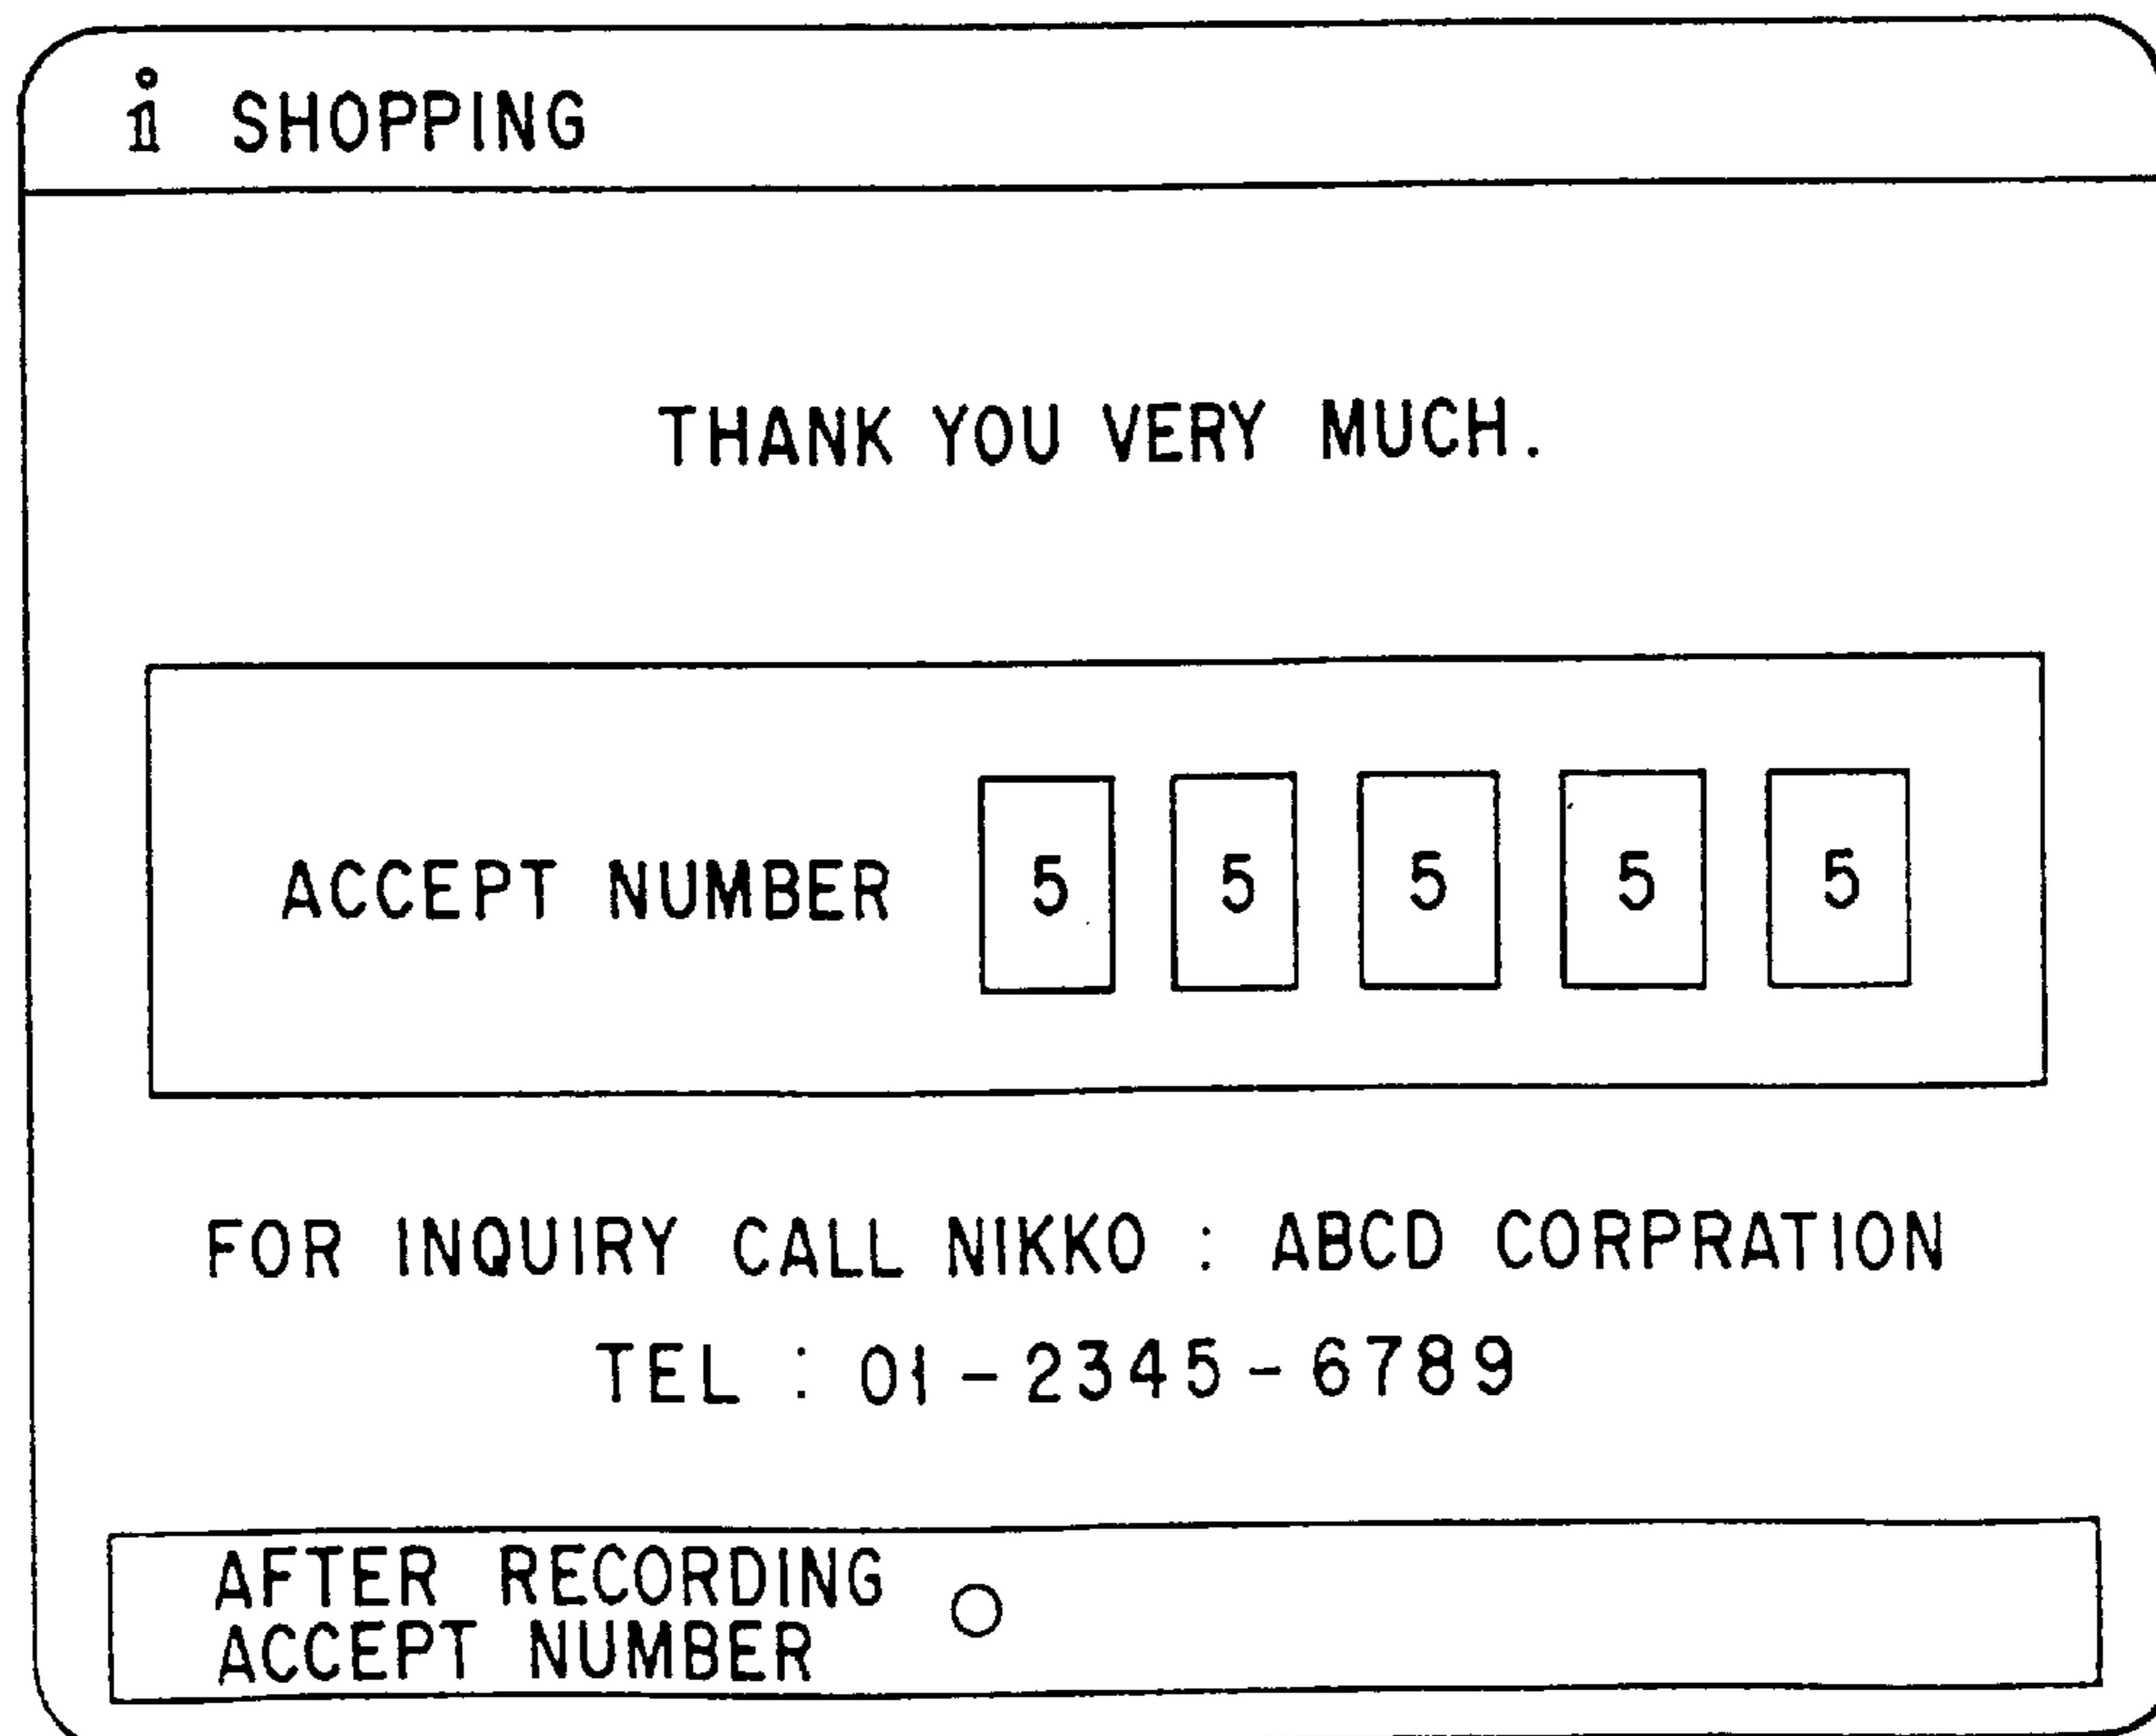 i SHOPPING
THANK YOU VERY MUCH.
ACCEPT NUMBER 5 5 5 5 5
FOR INQUIRY CALL NIKKO : ABCD CORPRATION
TEL : 01-2345-6789
AFTER RECORDING
ACCEPT NUMBER ○